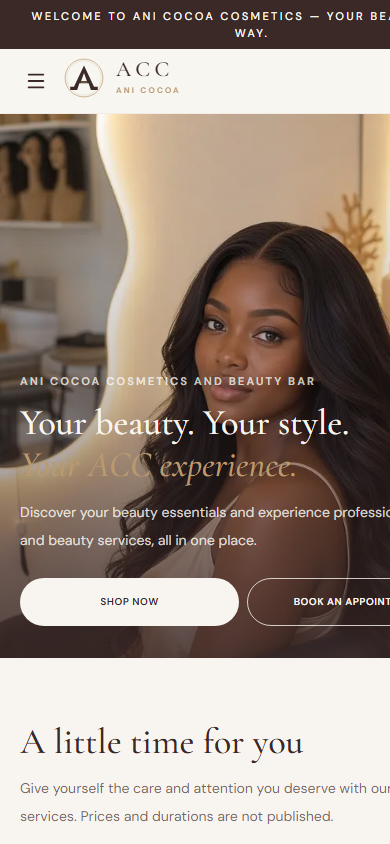 WELCOME TO ANI COCOA COSMETICS — YOUR
WAY.
ACC
ANI COCOA
ANI COCOA COSMETICS AND BEAUTY BAR
Your beauty. Your style.
Your ACC experience.
Discover your beauty essentials and experience
and beauty services, all in one place.
SHOP NOW
BOOK AN
A little time for you
Give yourself the care and attention you deserve with our
services. Prices and durations are not published.